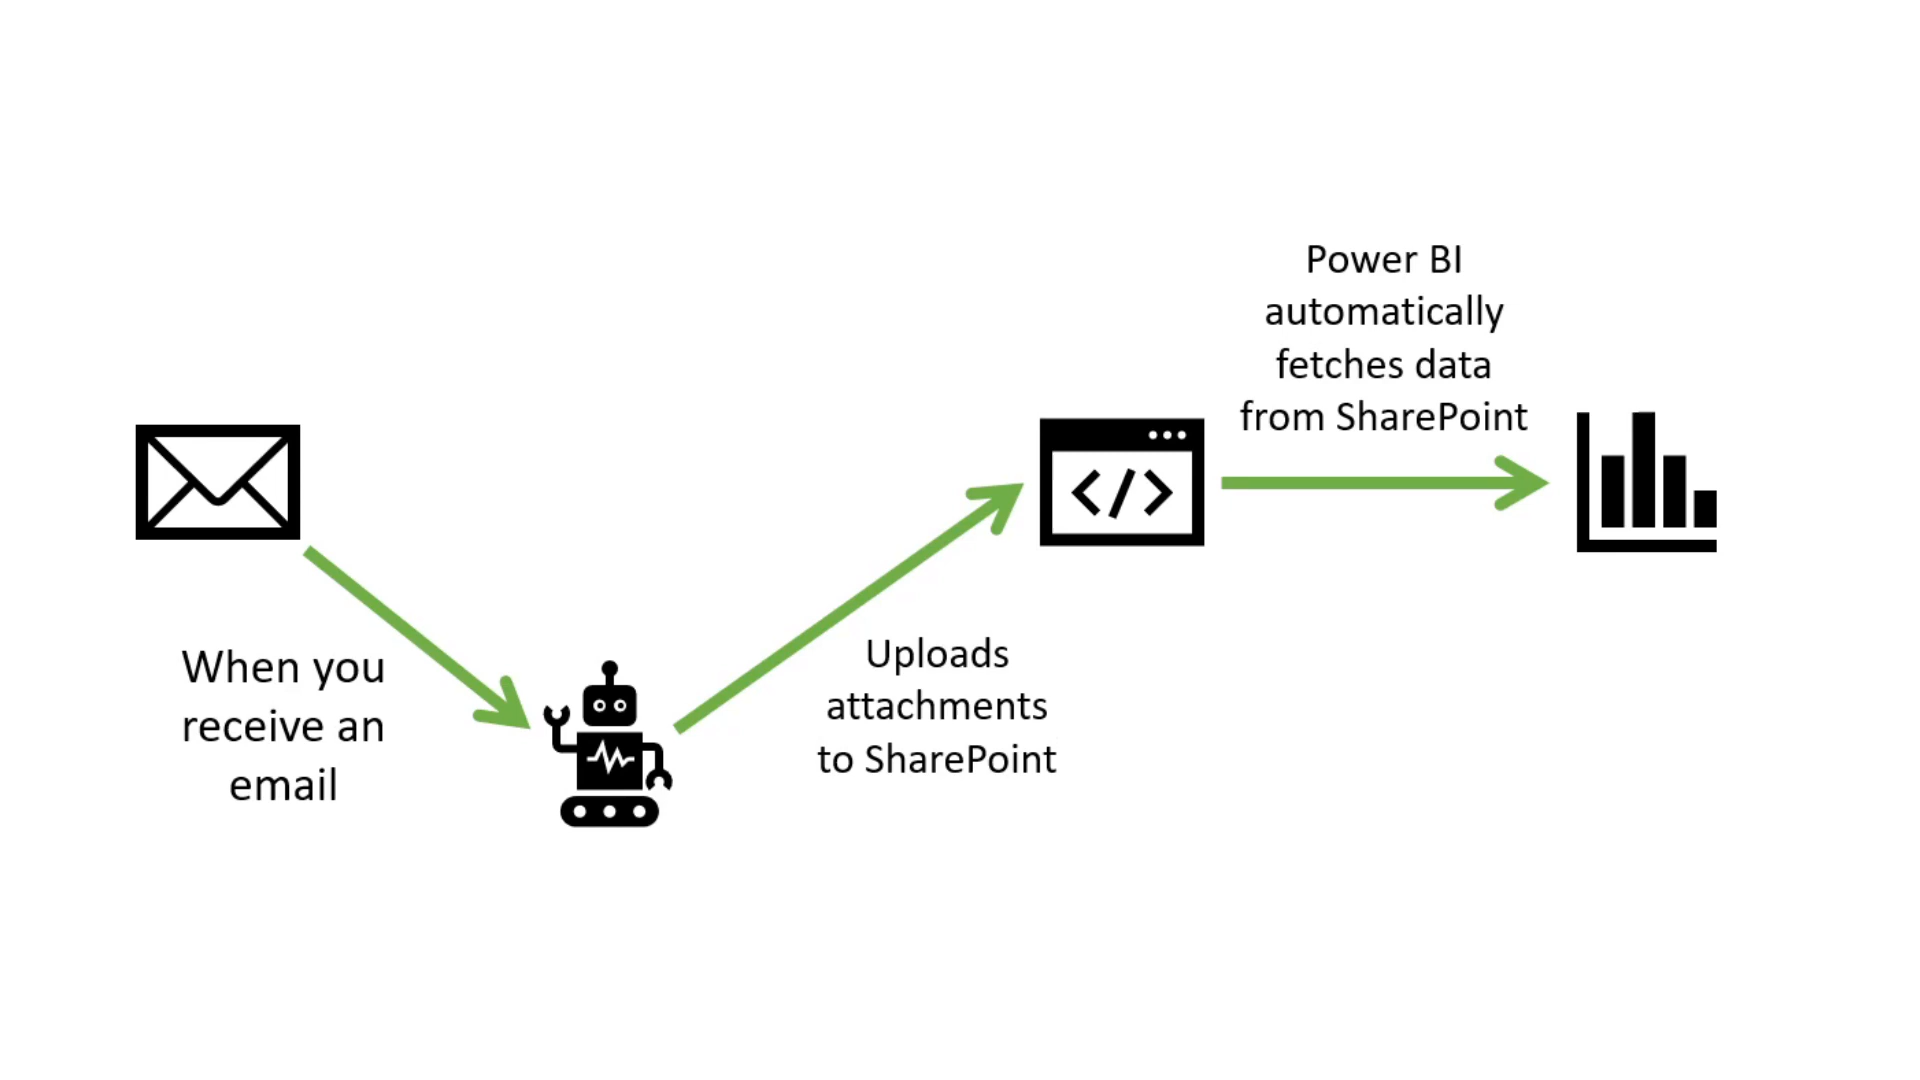 When you
receive an
email
Uploads
attachments
to SharePoint
Power BI
automatically
fetches data
from SharePoint